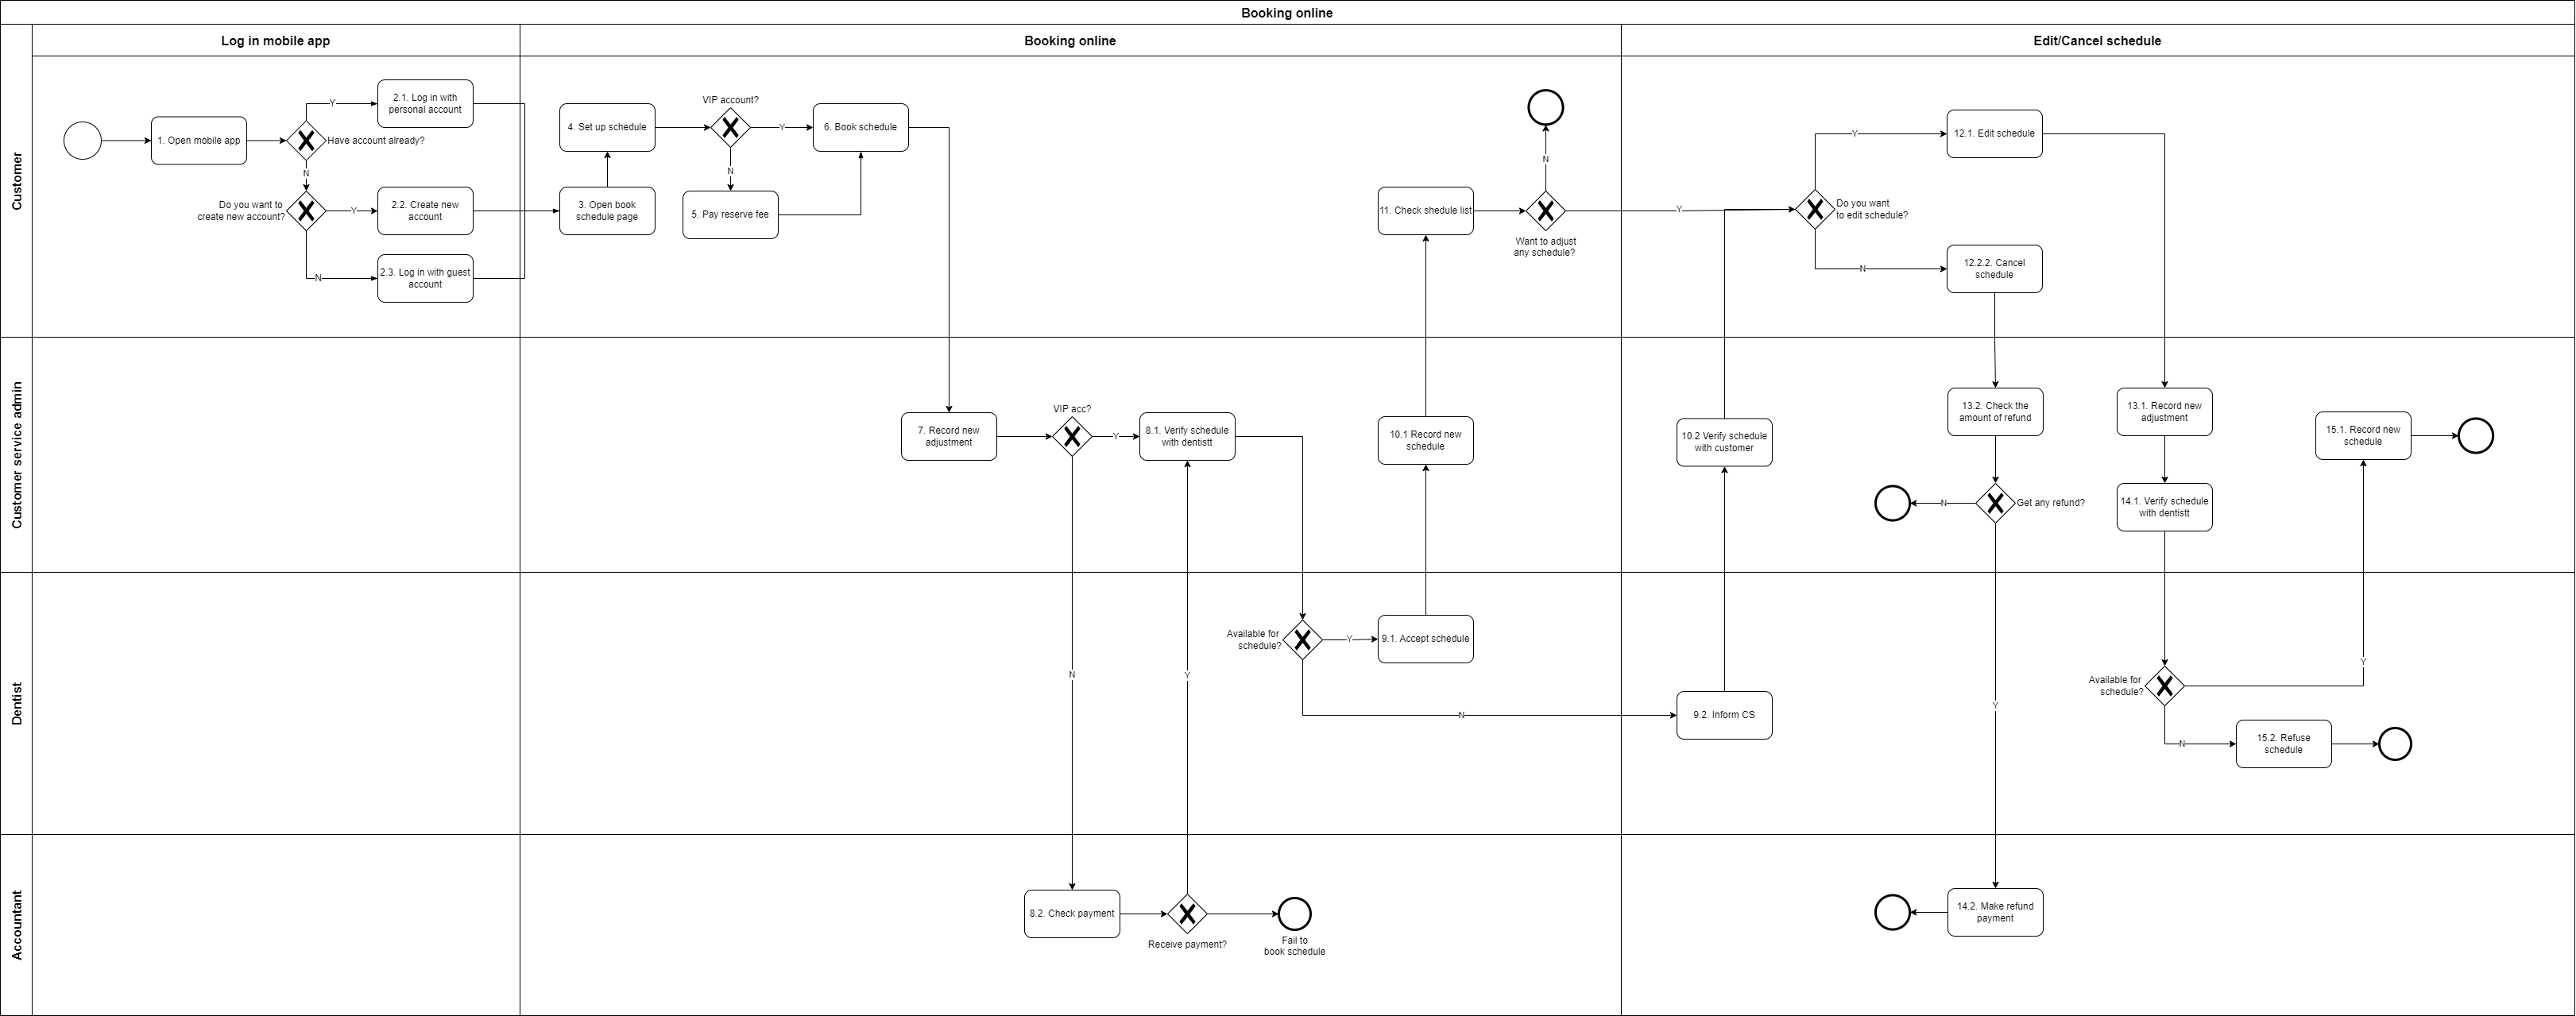 Booking online
Log in mobile app
Booking online
Edit/Cancel schedule
Customer
1. Open mobile app
Have account already?
Y
2.1. Log in with
personal account
N
Do you want to
create new account?
Y
2.2. Create new
account
N
2.3. Log in with guest
account
3. Open book
schedule page
4. Set up schedule
VIP account?
Y
N
5. Pay reserve fee
6. Book schedule
11. Check shedule list
N
Want to adjust
any schedule?
Y
Do you want
to edit schedule?
Y
12.1. Edit schedule
N
12.2.2. Cancel
schedule
Customer service admin
7. Record new
adjustment
VIP acc?
Y
8.1. Verify schedule
with dentistt
10.1 Record new
schedule
10.2 Verify schedule
with customer
13.2. Check the
amount of refund
Get any refund?
N
13.1. Record new
adjustment
14.1. Verify schedule
with dentistt
15.1. Record new
schedule
Dentist
N
Y
Available for
schedule?
Y
9.1. Accept schedule
N
9.2. Inform CS
Y
Available for
schedule?
Y
N
15.2. Refuse
schedule
Accountant
8.2. Check payment
Receive payment?
Fail to
book schedule
14.2. Make refund
payment